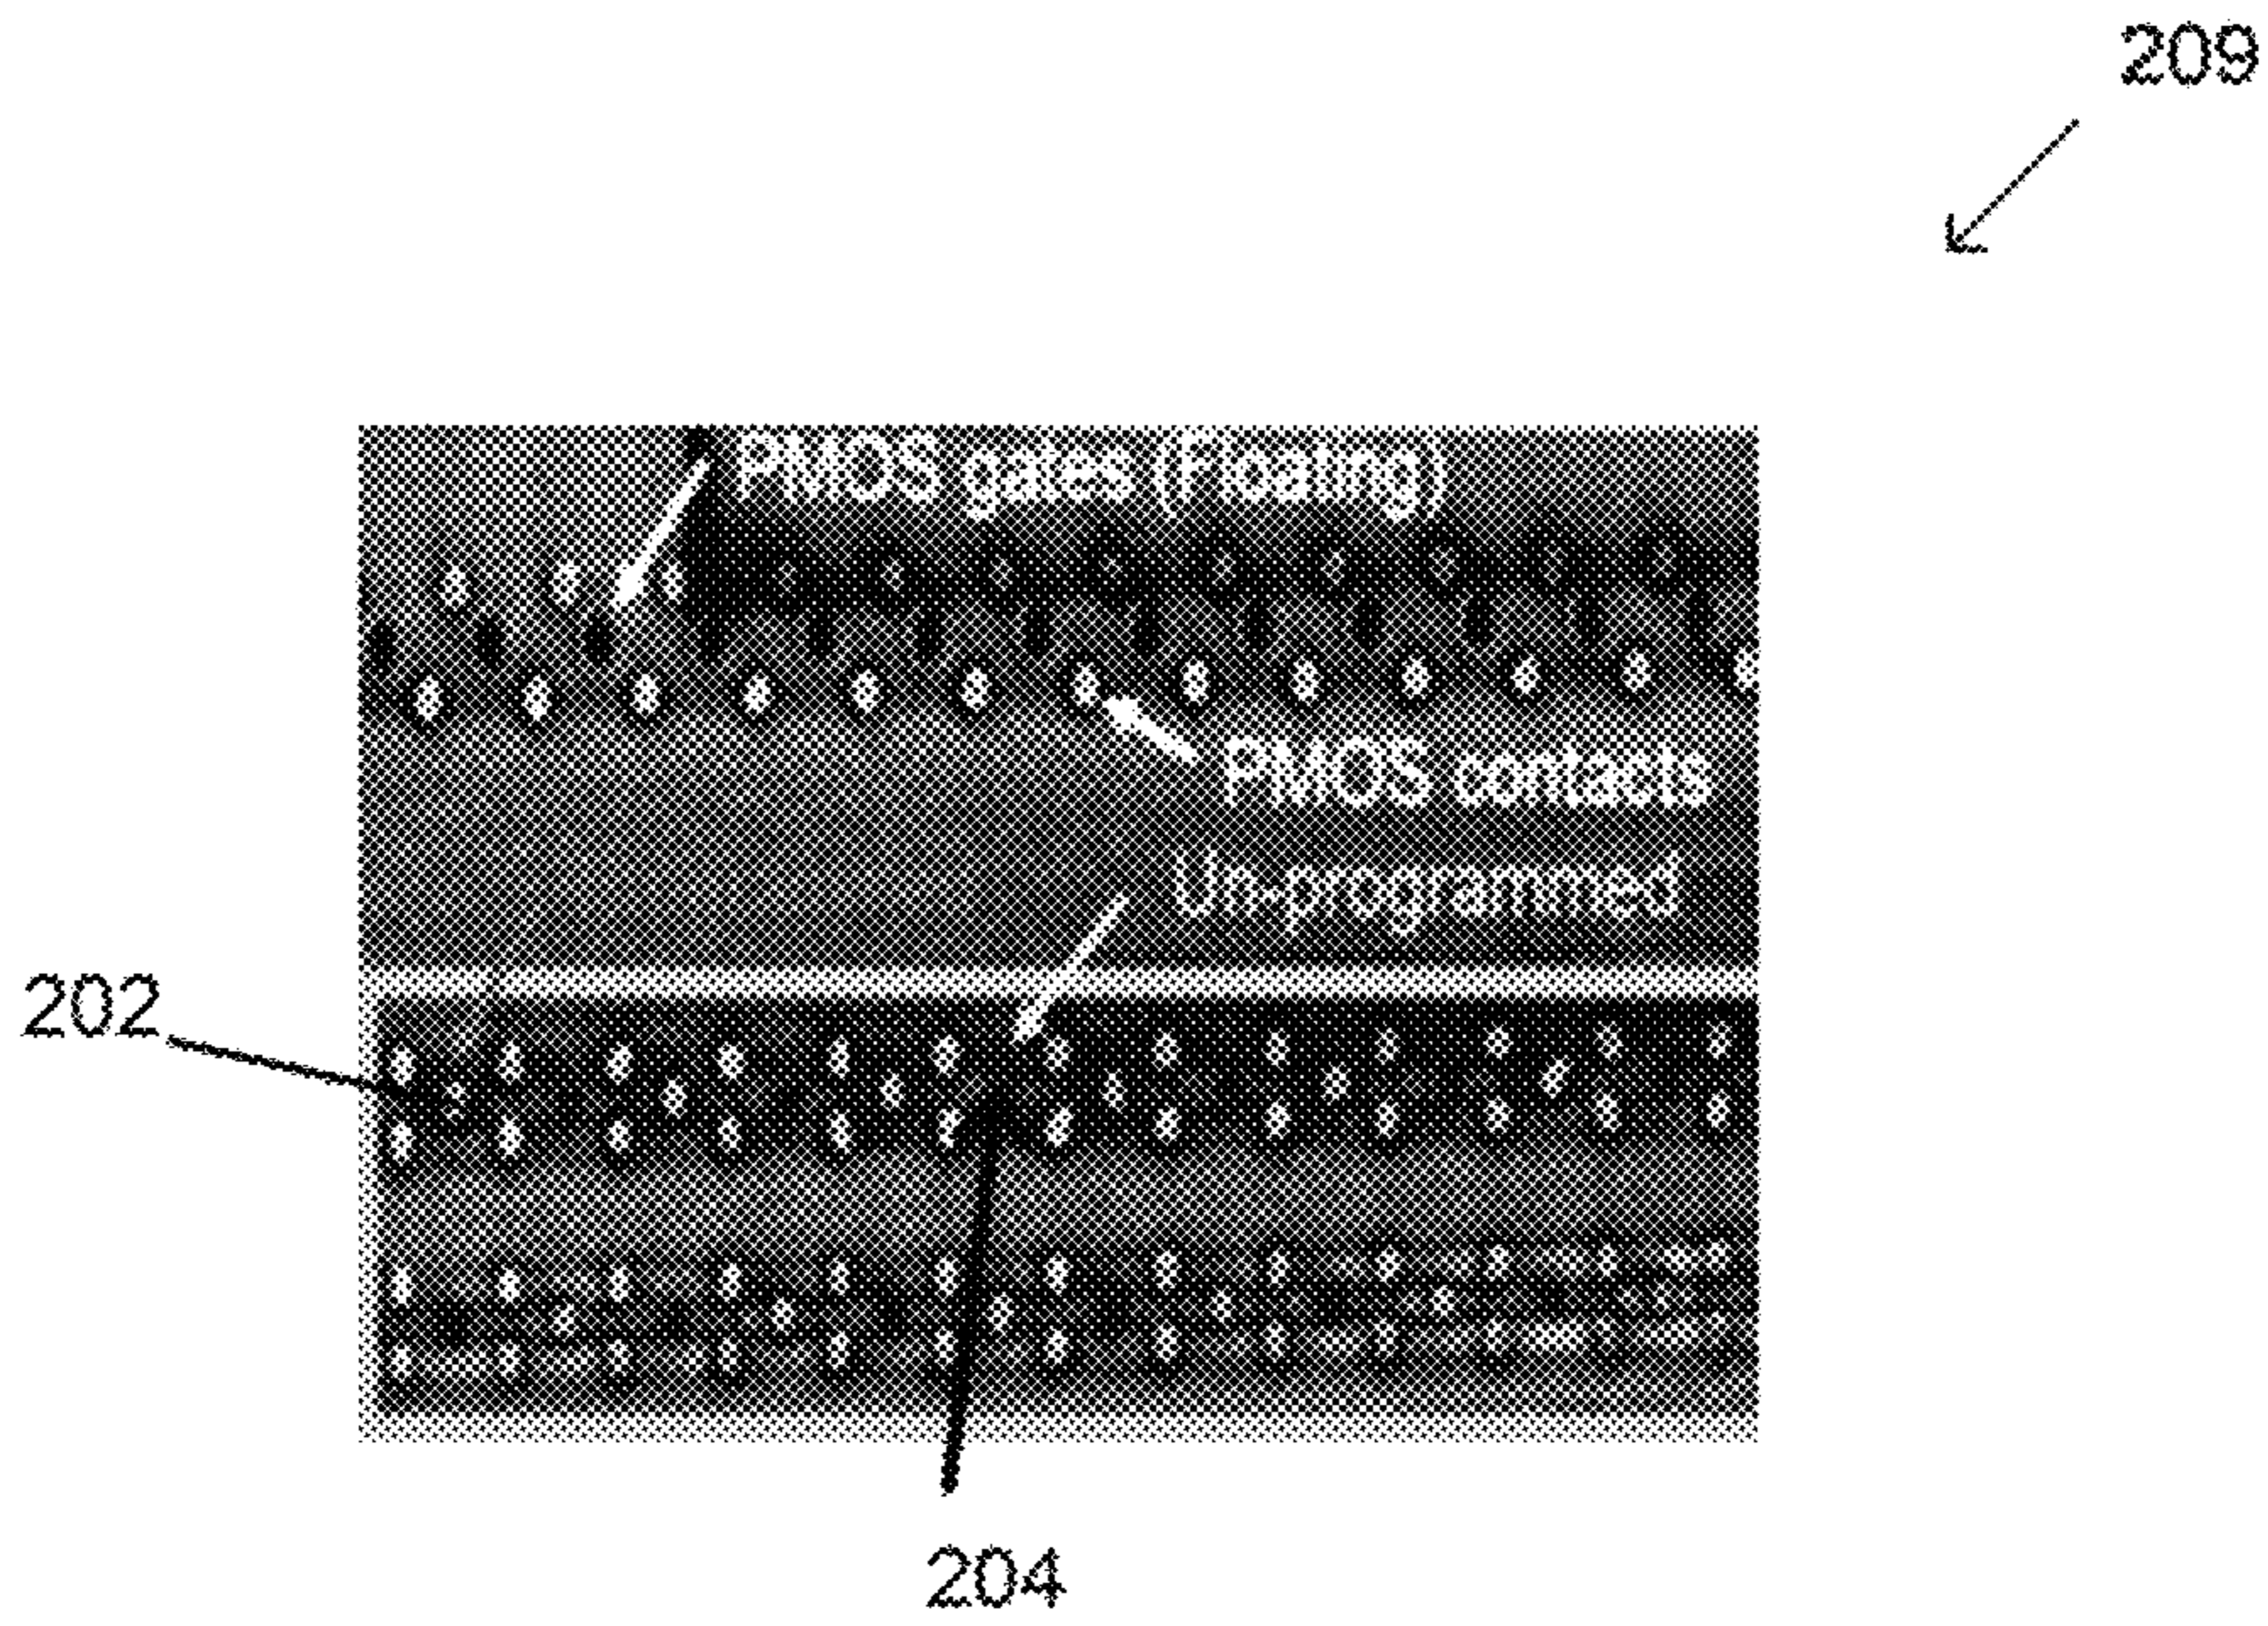 209
PMOS gates (Floating)
PMOS contacts
Un-programmed
202
204